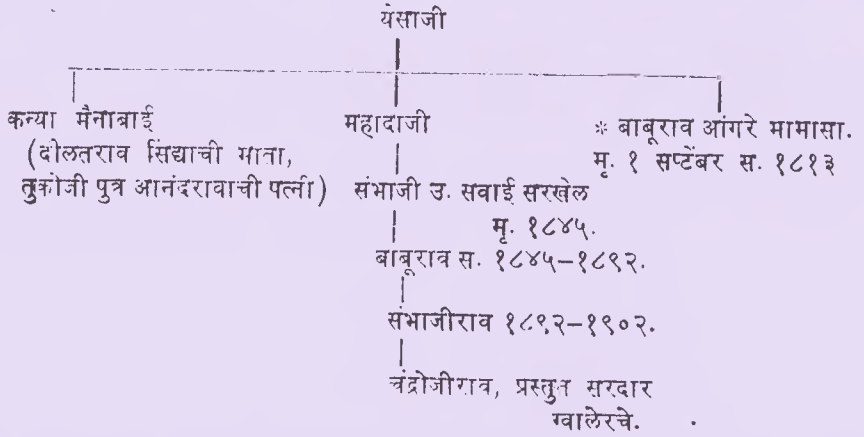 येसाजी
कन्या मैनाबाई
(दौलतराव सिंद्याची माता,
तुकोजी पुत्र आनंदरावाची पत्नी)
महादाजी
* बाबूराव आंगरे मामासा.
मृ. १ सप्टेंबर स. १८१३
संभाजी उ. सवाई सरखेल
मृ. १८४५.
बाबूराव स. १८४५–१८९२.
संभाजीराव १८९२–१९०२.
चंद्रोजीराव, प्रस्तुत सरदार
ग्वालेरचे.